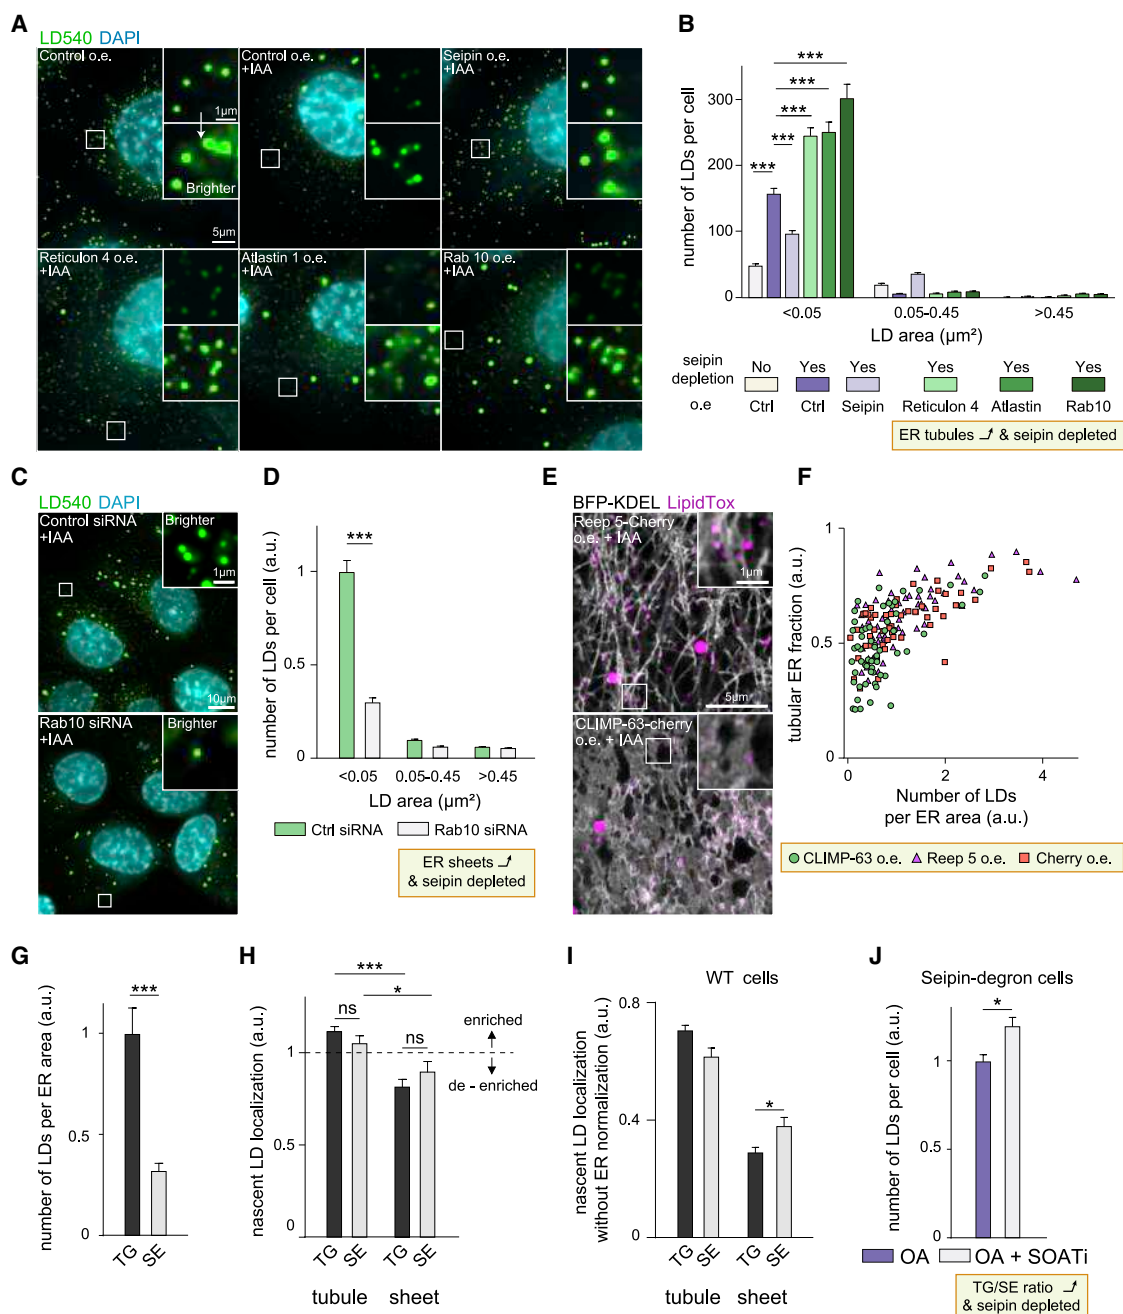 A
LD540 DAPI
Control o.e.
1µm
Brighter
5µm
Control o.e.
+IAA
Seipin o.e.
+IAA
Reticulon 4 o.e.
+IAA
Atlastin 1 o.e.
+IAA
Rab 10 o.e.
+IAA
B
number of LDs per cell
300
200
100
0
***
***
***
***
***
<0.05
0.05-0.45
>0.45
LD area (µm²)
seipin
depletion
No Yes Yes Yes Yes Yes
o.e Ctrl Ctrl Seipin Reticulon 4 Atlastin Rab10
ER tubules & seipin depleted
C
LD540 DAPI
Control siRNA
+IAA
Brighter
1µm
10µm
Rab10 siRNA
+IAA
Brighter
D
number of LDs per cell (a.u.)
1
0.5
0
***
<0.05
0.05-0.45
>0.45
LD area (µm²)
Ctrl siRNA Rab10 siRNA
ER sheets
& seipin depleted
E
BFP-KDEL LipidTox
Reep 5-Cherry
o.e. + IAA
1µm
5µm
CLIMP-63-cherry
o.e. + IAA
F
tubular ER fraction (a.u.)
1
0.5
0
0 2 4
Number of LDs
per ER area (a.u.)
CLIMP-63 o.e. Reep 5 o.e. Cherry o.e.
G
number of LDs per ER area (a.u.)
1
0.5
0
***
TG SE
H
nascent LD localization (a.u.)
1
0.5
0
***
*
ns
ns
enriched
de - enriched
TG SE TG SE
tubule sheet
I
WT cells
nascent LD localization
without ER normalization (a.u.)
0.8
0.4
0
*
TG SE TG SE
tubule sheet
J
Seipin-degron cells
number of LDs per cell (a.u.)
1
0.5
0
*
OA OA + SOATi
TG/SE ratio
& seipin depleted